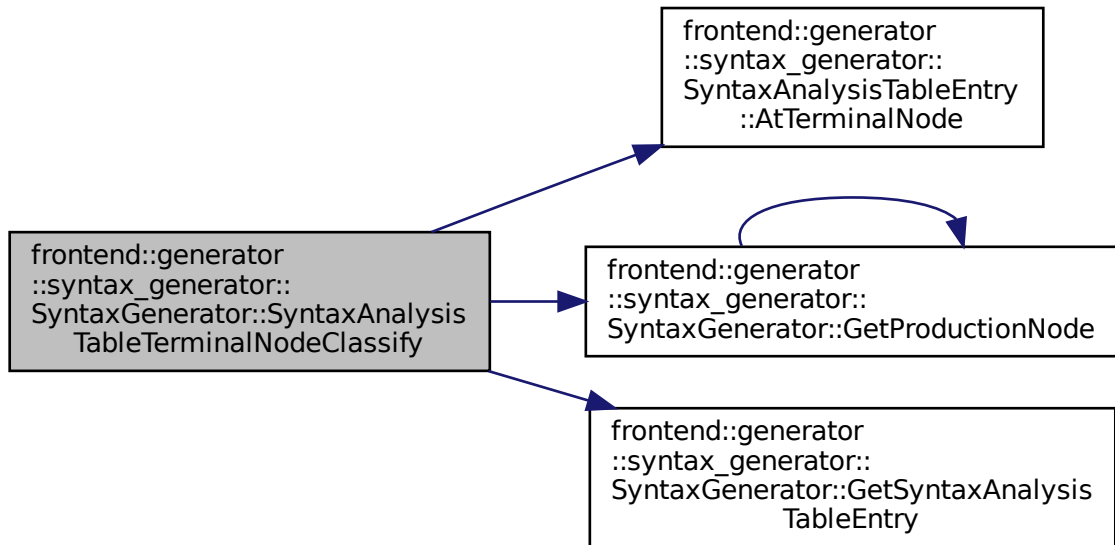 frontend::generator
::syntax_generator::
SyntaxAnalysisTableEntry
::AtTerminalNode
frontend::generator
::syntax_generator::
SyntaxGenerator::SyntaxAnalysis
TableTerminalNodeClassify
frontend::generator
::syntax_generator::
SyntaxGenerator::GetProductionNode
frontend::generator
::syntax_generator::
SyntaxGenerator::GetSyntaxAnalysis
TableEntry